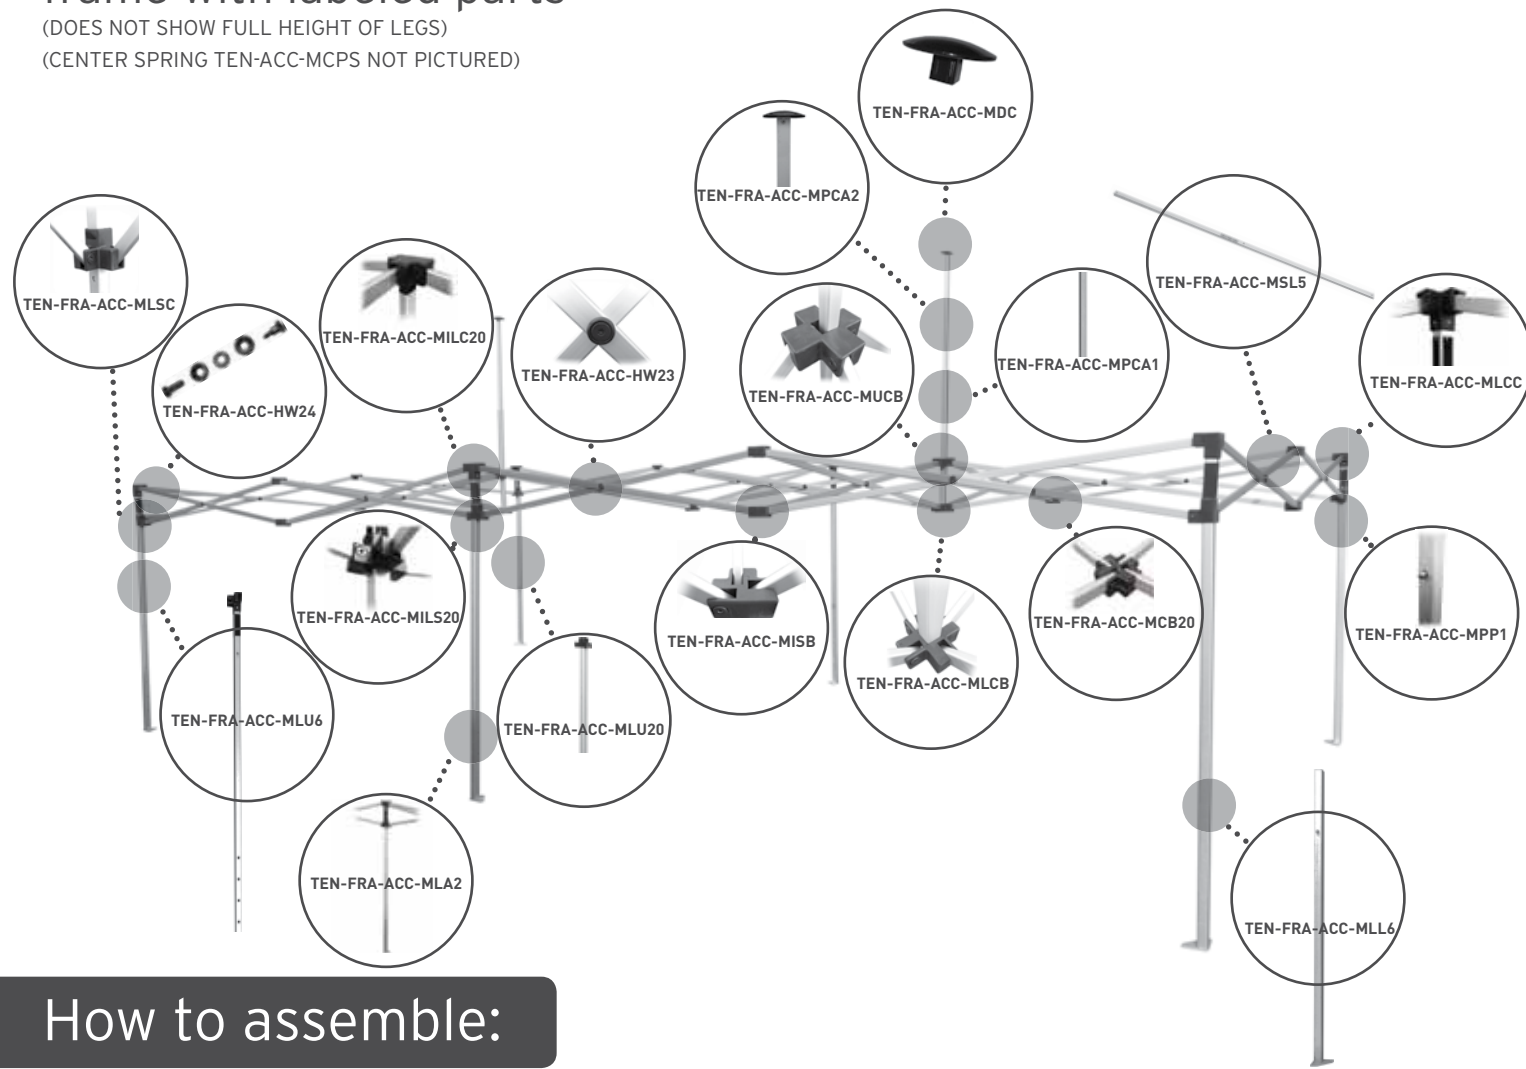 frame with labeled parts
(DOES NOT SHOW FULL HEIGHT OF LEGS)
(CENTER SPRING TEN-ACC-MCPS NOT PICTURED)
TEN-FRA-ACC-MDC
TEN-FRA-ACC-MPCA2
TEN-FRA-ACC-MSL5
TEN-FRA-ACC-MLSC
TEN-FRA-ACC-MILC20
TEN-FRA-ACC-HW23
TEN-FRA-ACC-MPCA1
TEN-FRA-ACC-MLCC
TEN-FRA-ACC-HW24
TEN-FRA-ACC-MUCB
TEN-FRA-ACC-MILS20
TEN-FRA-ACC-MISB
TEN-FRA-ACC-MCB20
TEN-FRA-ACC-MPP1
TEN-FRA-ACC-MLCB
TEN-FRA-ACC-MLU6
TEN-FRA-ACC-MLU20
TEN-FRA-ACC-MLA2
TEN-FRA-ACC-MLL6
How to assemble: